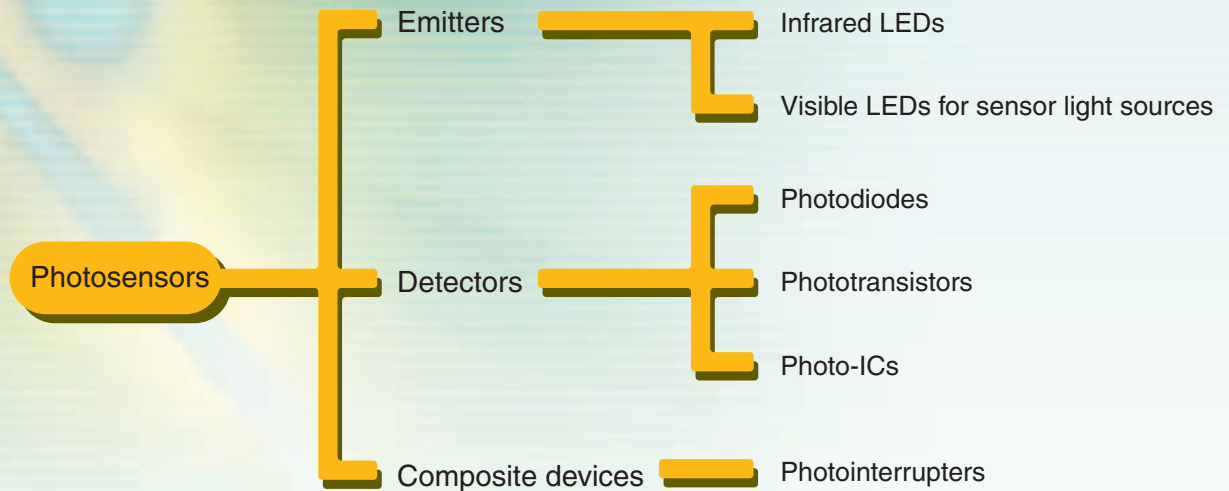 Emitters
Infrared LEDs
Visible LEDs for sensor light sources
Photodiodes
Photosensors
Detectors
Phototransistors
Photo-ICs
Composite devices
Photointerrupters